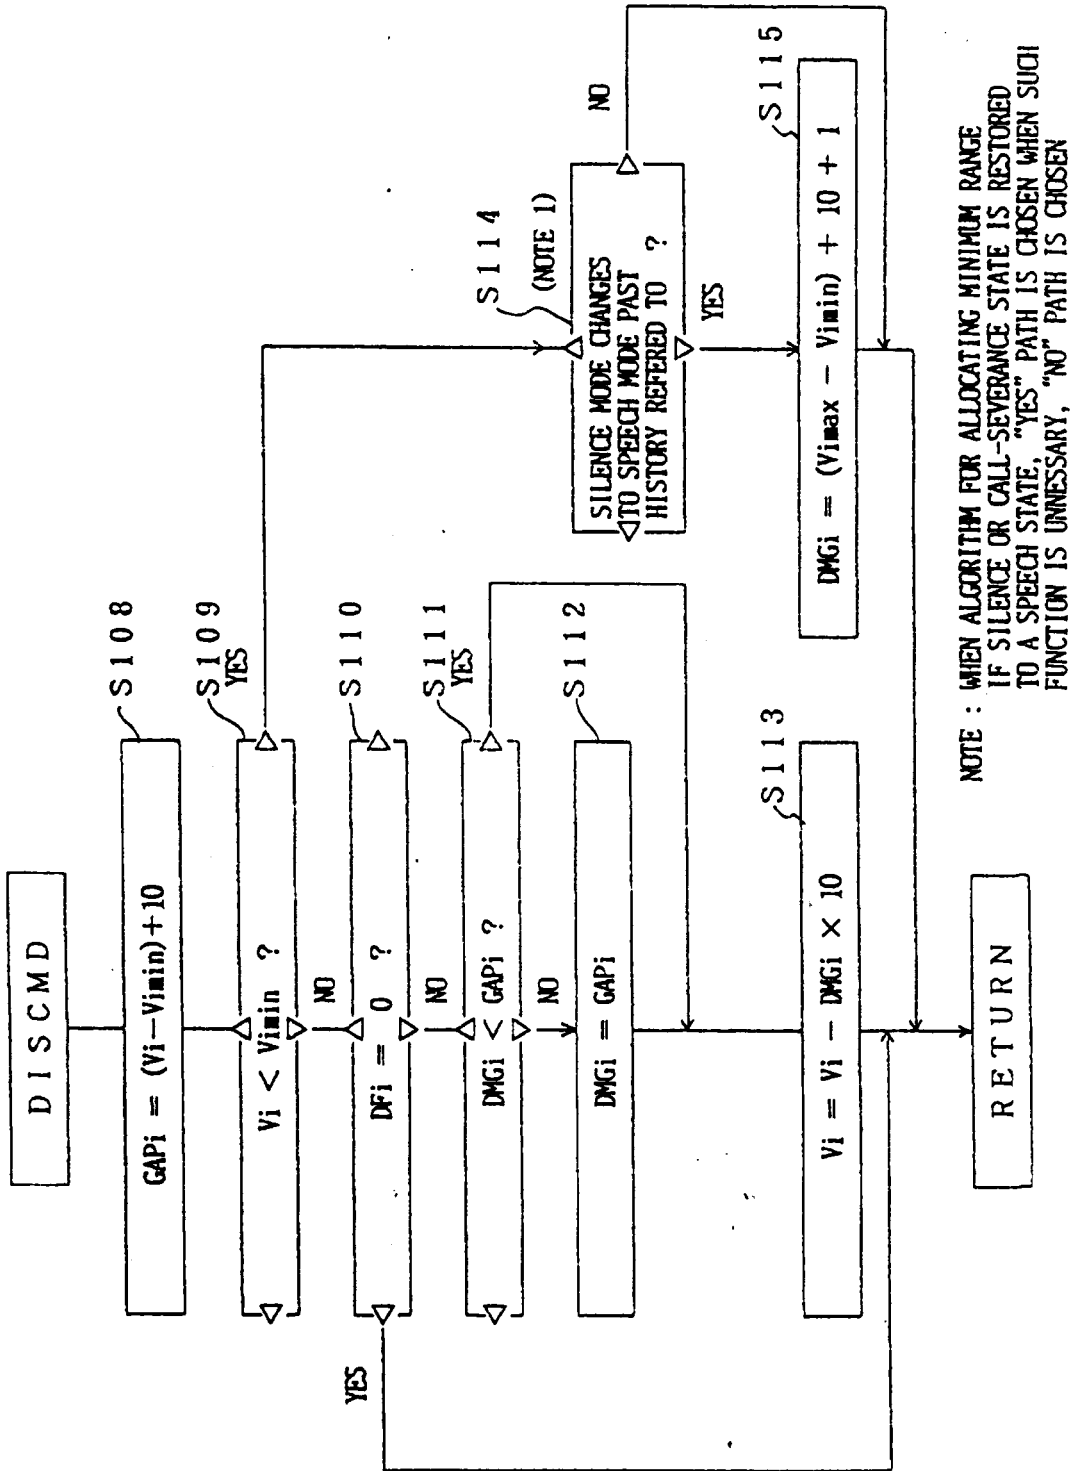 DISCMD
S108
GAPi = (Vi-Vimin)+10
S109
YES
Vi < Vimin ?
NO
S110
DFi = 0 ?
YES
NO
S111
YES
DMGi < GAPi ?
NO
S112
DMGi = GAPi
S113
Vi = Vi - DMGi × 10
RETURN
S114
(NOTE 1)
SILENCE MODE CHANGES
TO SPEECH MODE PAST
HISTORY REFERED TO ?
NO
YES
S115
DMGi = (Vimax - Vimin) + 10 + 1
NOTE : WHEN ALGORITHM FOR ALLOCATING MINIMUM RANGE
IF SILENCE OR CALL-SEVERANCE STATE IS RESTORED
TO A SPEECH STATE, "YES" PATH IS CHOSEN WHEN SUCH
FUNCTION IS UNNESSARY, "NO" PATH IS CHOSEN